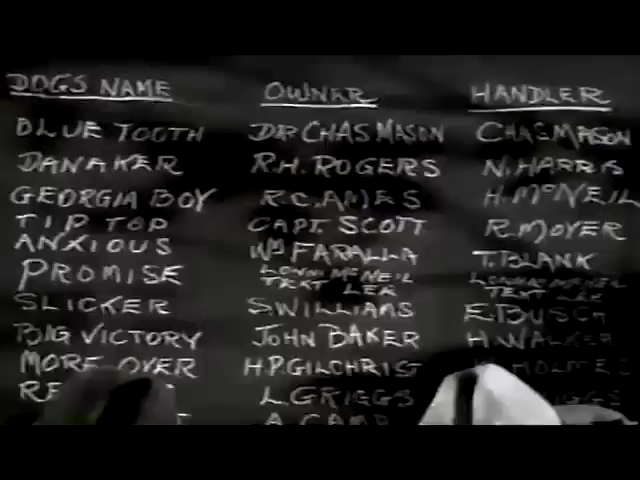 DOGS NAME OWNER HANDLER
BLUE TOOTH DR CHAS MASON CHAS MASON
DANAKER R.H. ROGERS N. HARRIS
GEORGIA BOY R.C. AMES H. McNEIL
TIP TOP CAPT. SCOTT R. MOYER
ANXIOUS WM FARALLA T. BLANK
PROMISE
SLICKER S. WILLIAMS E. BUSCH
BIG VICTORY JOHN BAKER H. WALKER
MORE OVER H.P. GILCHRIST
L. GRIGGS